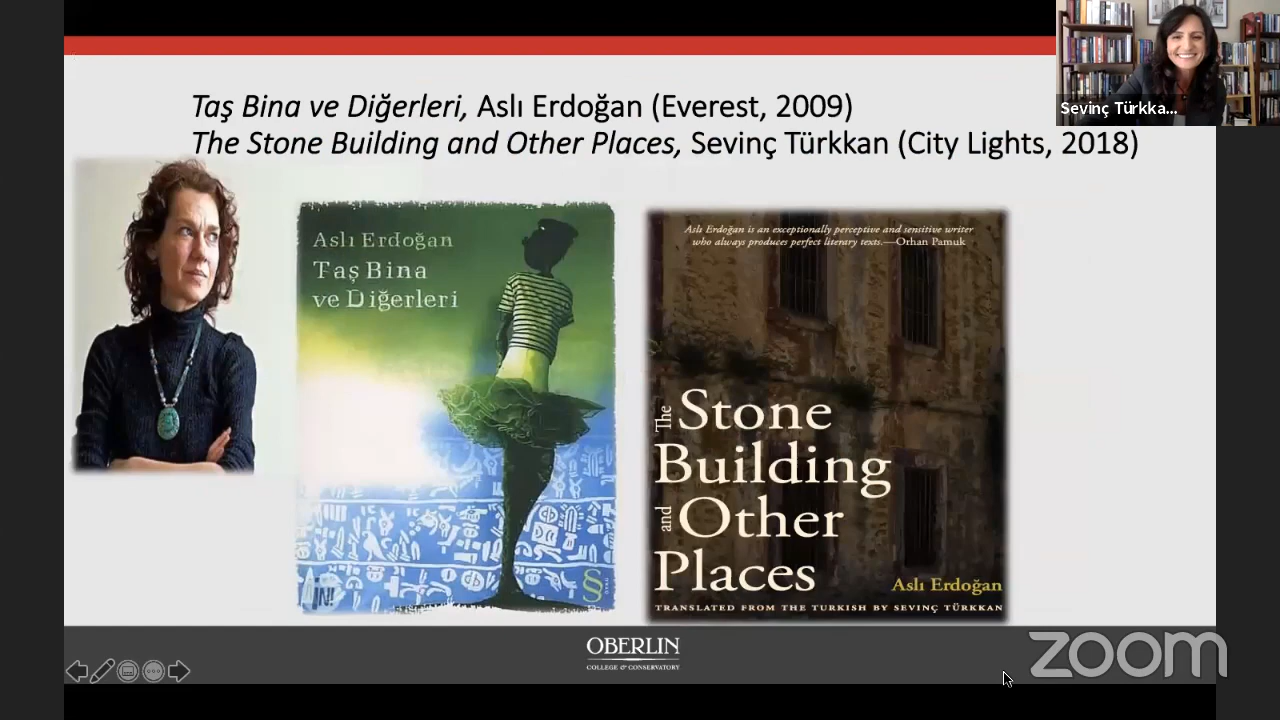 Taş Bina ve Diğerleri, Aslı Erdoğan (Everest, 2009)
The Stone Building and Other Places, Sevinç Türkkan (City Lights, 2018)
Sevinç Türkka...
Aslı Erdoğan
Taş Bina
ve Diğerleri
IN!
Aslı Erdoğan is an exceptionally perceptive and sensitive writer
who always produces perfect literary texts.—Orhan Pamuk
The Stone
Building
and Other
Places
Aslı Erdoğan
TRANSLATED FROM THE TURKISH BY SEVINÇ TÜRKKAN
OBERLIN
COLLEGE & CONSERVATORY
zoom